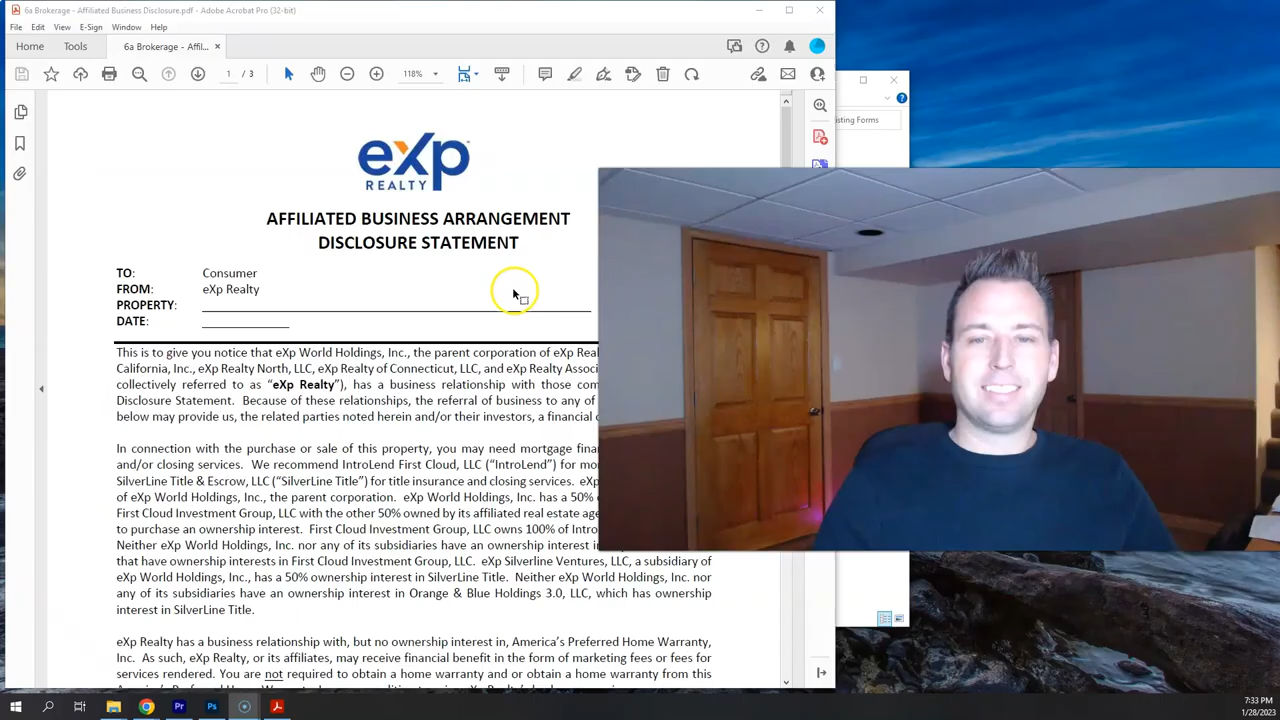 6a Brokerage - Affiliated Business Disclosure.pdf - Adobe Acrobat Pro (32-bit)
File Edit View E-Sign Window Help
Home Tools 6a Brokerage - Affil... ×
1 / 3 118%
isting Forms
eXp
REALTY
AFFILIATED BUSINESS ARRANGEMENT
DISCLOSURE STATEMENT
TO: Consumer
FROM: eXp Realty
PROPERTY:
DATE:
This is to give you notice that eXp World Holdings, Inc., the parent corporation of eXp Real
California, Inc., eXp Realty North, LLC, eXp Realty of Connecticut, LLC, and eXp Realty Associ
collectively referred to as “eXp Realty”), has a business relationship with those com
Disclosure Statement. Because of these relationships, the referral of business to any of
below may provide us, the related parties noted herein and/or their investors, a financial
In connection with the purchase or sale of this property, you may need mortgage fina
and/or closing services. We recommend IntroLend First Cloud, LLC (“IntroLend”) for mor
SilverLine Title & Escrow, LLC (“SilverLine Title”) for title insurance and closing services. eX
of eXp World Holdings, Inc., the parent corporation. eXp World Holdings, Inc. has a 50%
First Cloud Investment Group, LLC with the other 50% owned by its affiliated real estate age
to purchase an ownership interest. First Cloud Investment Group, LLC owns 100% of Intro
Neither eXp World Holdings, Inc. nor any of its subsidiaries have an ownership interest i
that have ownership interests in First Cloud Investment Group, LLC. eXp Silverline Ventures, LLC, a subsidiary of
eXp World Holdings, Inc., has a 50% ownership interest in SilverLine Title. Neither eXp World Holdings, Inc. nor
any of its subsidiaries have an ownership interest in Orange & Blue Holdings 3.0, LLC, which has ownership
interest in SilverLine Title.
eXp Realty has a business relationship with, but no ownership interest in, America’s Preferred Home Warranty,
Inc. As such, eXp Realty, or its affiliates, may receive financial benefit in the form of marketing fees or fees for
services rendered. You are not required to obtain a home warranty and or obtain a home warranty from this
7:33 PM
1/28/2023